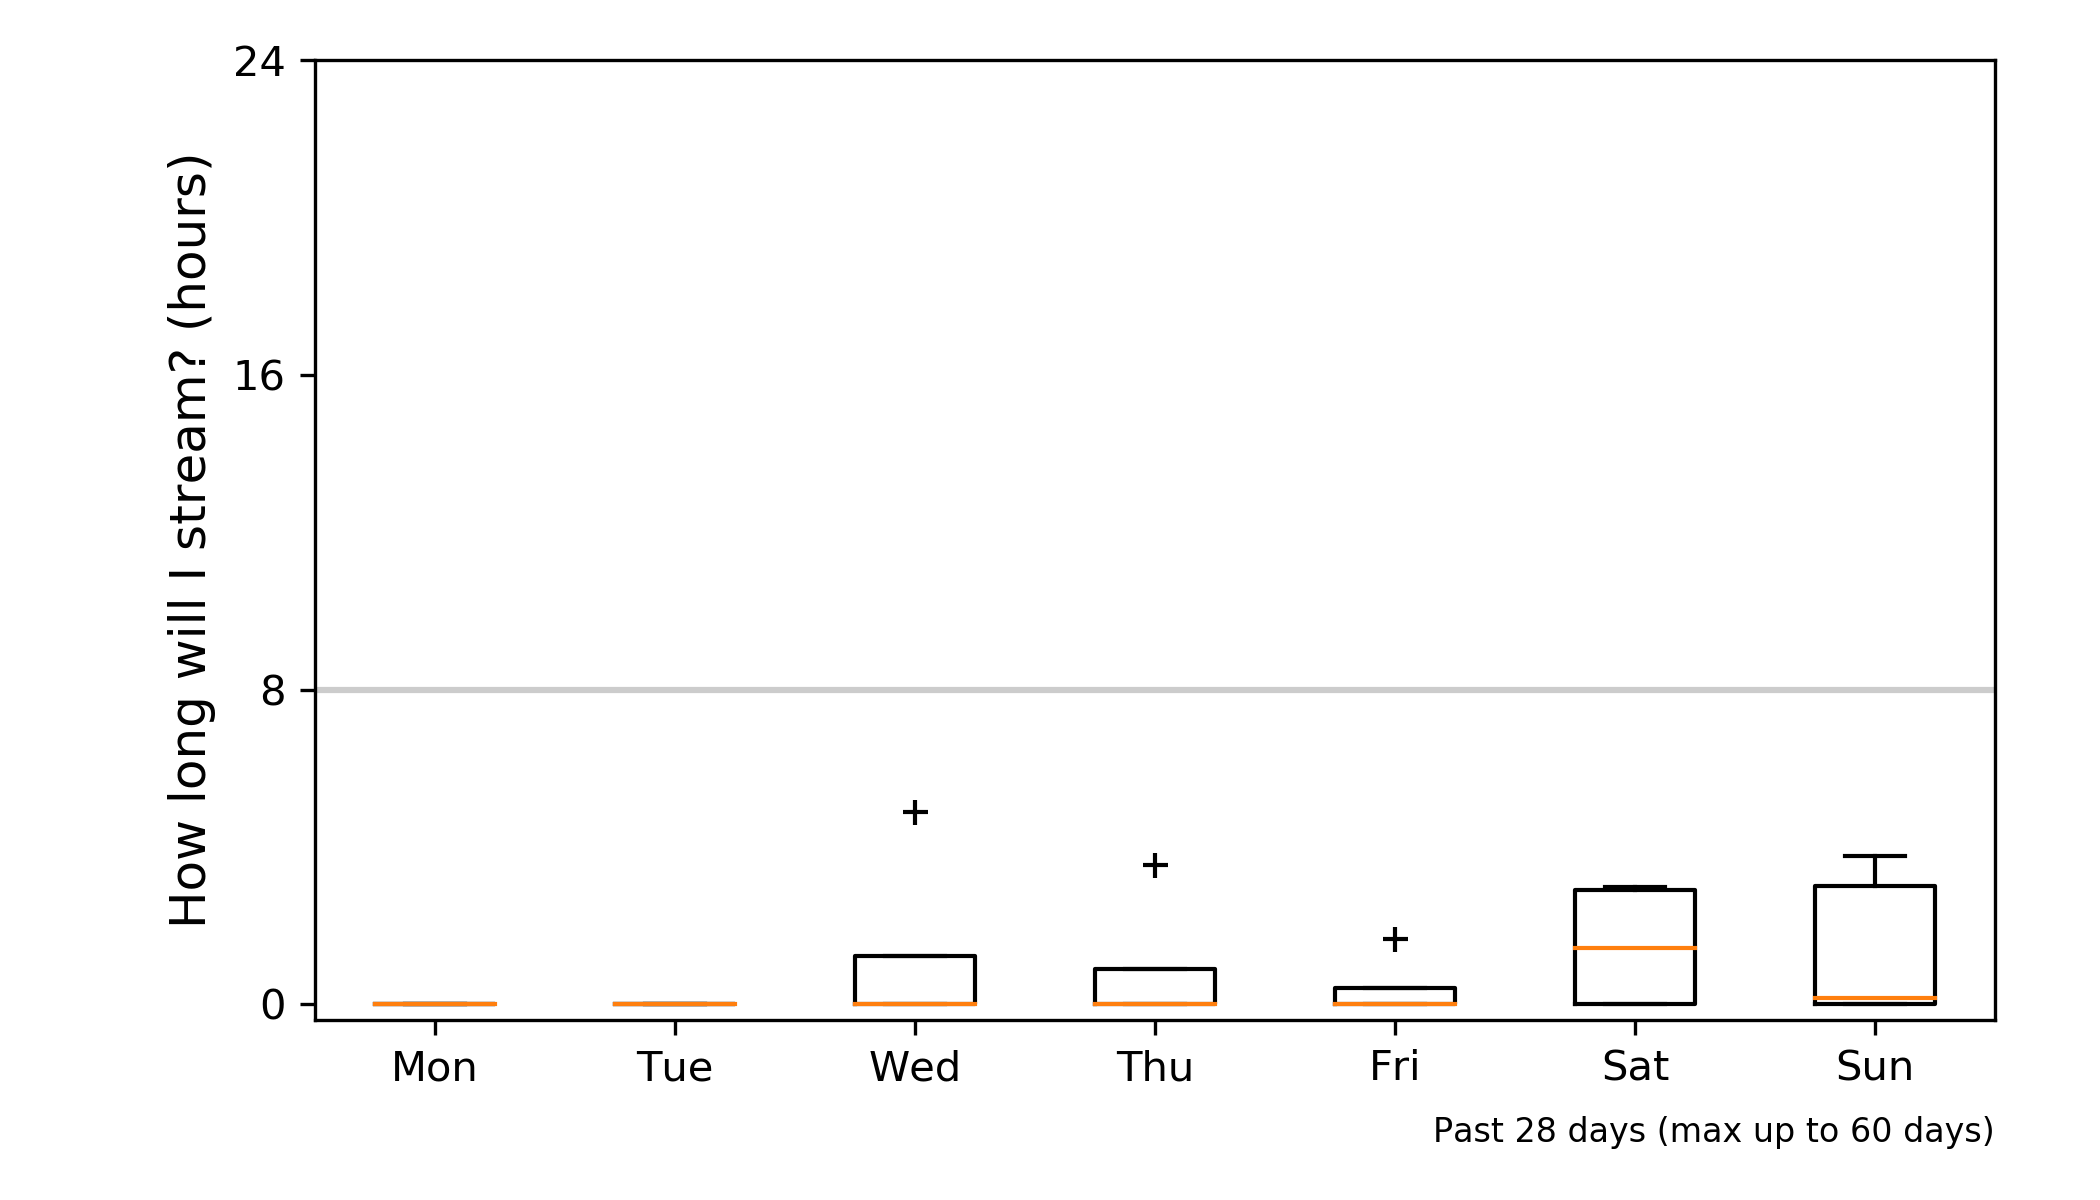 24
16
8
0
How long will I stream? (hours)
Mon Tue Wed Thu Fri Sat Sun
Past 28 days (max up to 60 days)